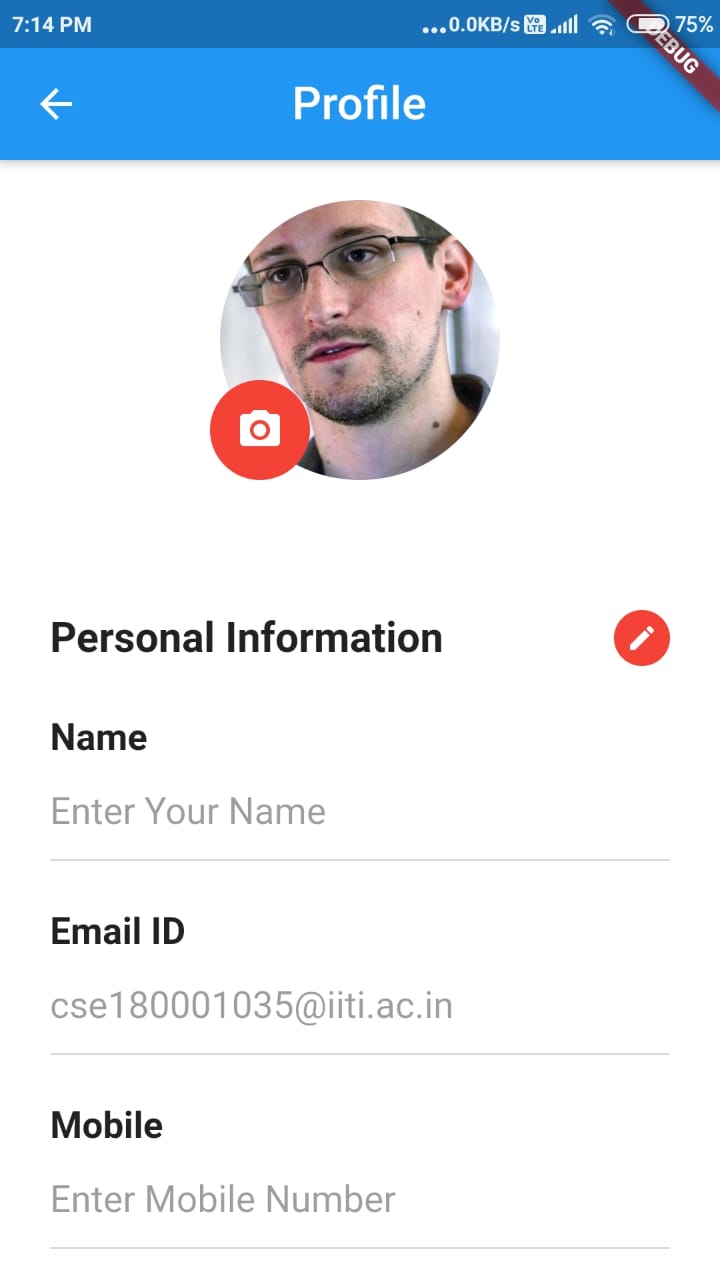 7:14 PM ...0.0KB/s Vo LTE 75%
DEBUG
Profile
Personal Information
Name
Enter Your Name
Email ID
cse180001035@iiti.ac.in
Mobile
Enter Mobile Number